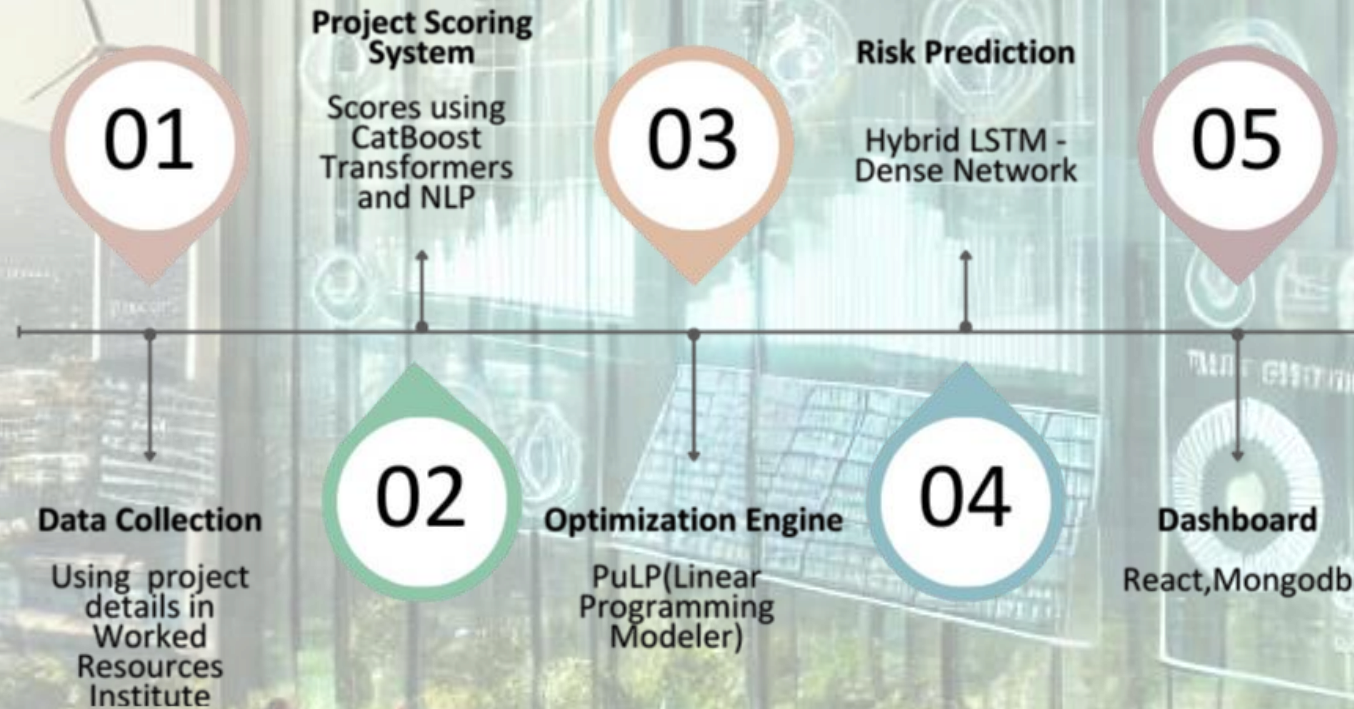 01
Data Collection
Using project
details in
Worked
Resources
Institute
Project Scoring
System
Scores using
CatBoost
Transformers
and NLP
02
03
Optimization Engine
PuLP(Linear
Programming
Modeler)
Risk Prediction
Hybrid LSTM -
Dense Network
04
05
Dashboard
React,Mongodb